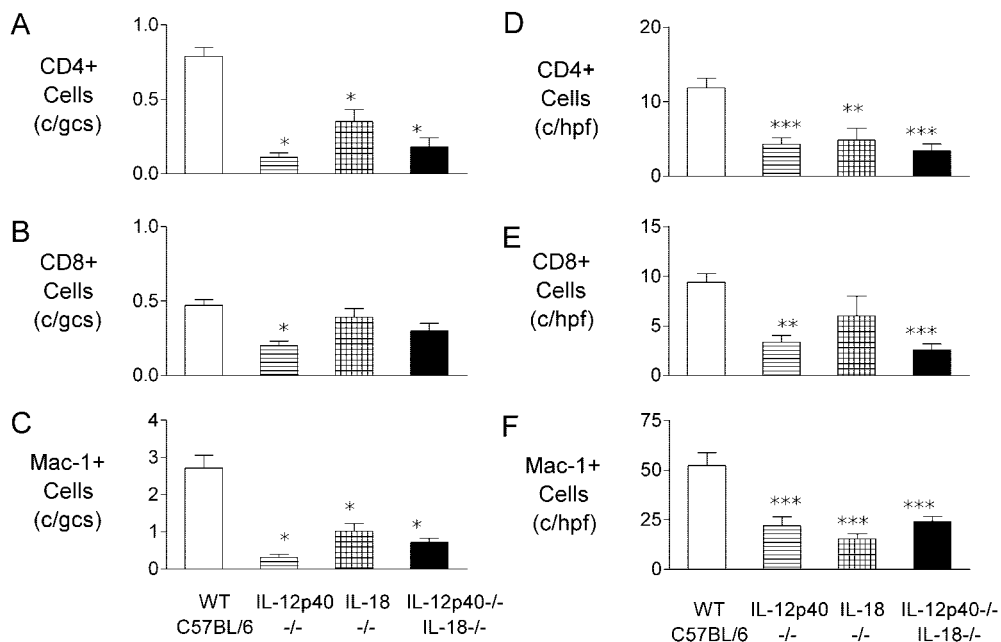 A
CD4+
Cells
(c/gcs)
1.0
0.5
0.0
*
*
*
D
CD4+
Cells
(c/hpf)
20
10
0
***
**
***
B
CD8+
Cells
(c/gcs)
1.0
0.5
0.0
*
E
CD8+
Cells
(c/hpf)
15
10
5
0
**
***
C
Mac-1+
Cells
(c/gcs)
4
3
2
1
0
*
*
*
F
Mac-1+
Cells
(c/hpf)
75
50
25
0
***
***
***
WT IL-12p40 IL-18 IL-12p40-/-
C57BL/6 -/- -/- IL-18-/-
WT IL-12p40 IL-18 IL-12p40-/-
C57BL/6 -/- -/- IL-18-/-